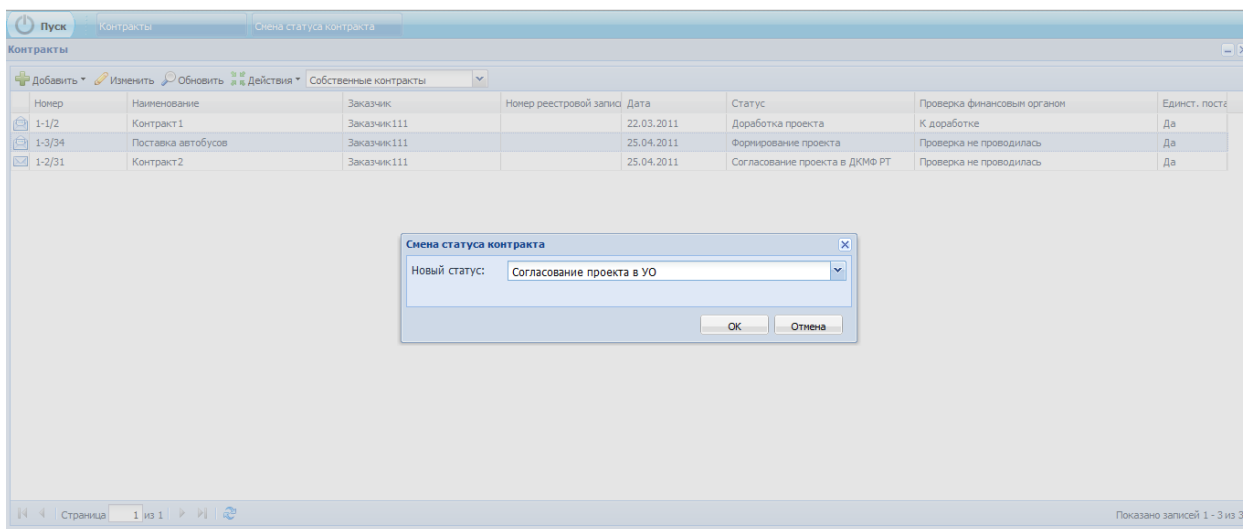 Пуск Контракты Смена статуса контракта
Контракты
Добавить Изменить Обновить Действия Собственные контракты
Номер Наименование Заказчик Номер реестровой записи Дата Статус Проверка финансовым органом Единст. поста
1-1/2 Контракт1 Заказчик111 22.03.2011 Доработка проекта К доработке Да
1-3/34 Поставка автобусов Заказчик111 25.04.2011 Формирование проекта Проверка не проводилась Да
1-2/31 Контракт2 Заказчик111 25.04.2011 Согласование проекта в ДКМФ РТ Проверка не проводилась Да
Смена статуса контракта
Новый статус: Согласование проекта в УО
ОК Отмена
Страница 1 из 1 Показано записей 1 - 3 из 3